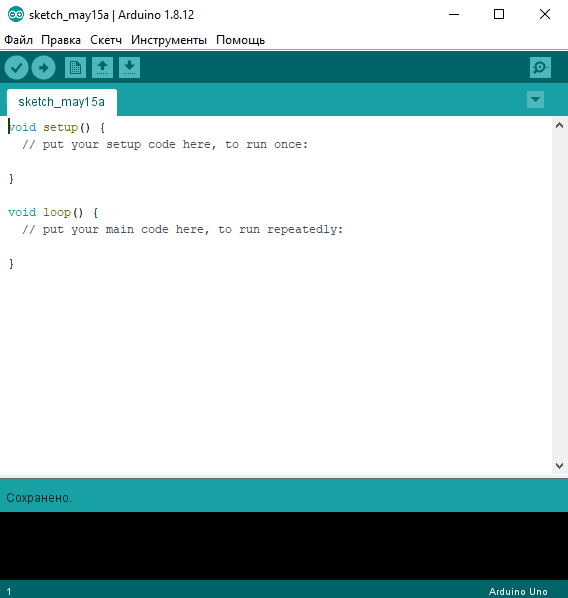 sketch_may15a | Arduino 1.8.12
Файл Правка Скетч Инструменты Помощь
sketch_may15a
void setup() {
  // put your setup code here, to run once:
}
void loop() {
  // put your main code here, to run repeatedly:
}
Сохранено.
1 Arduino Uno